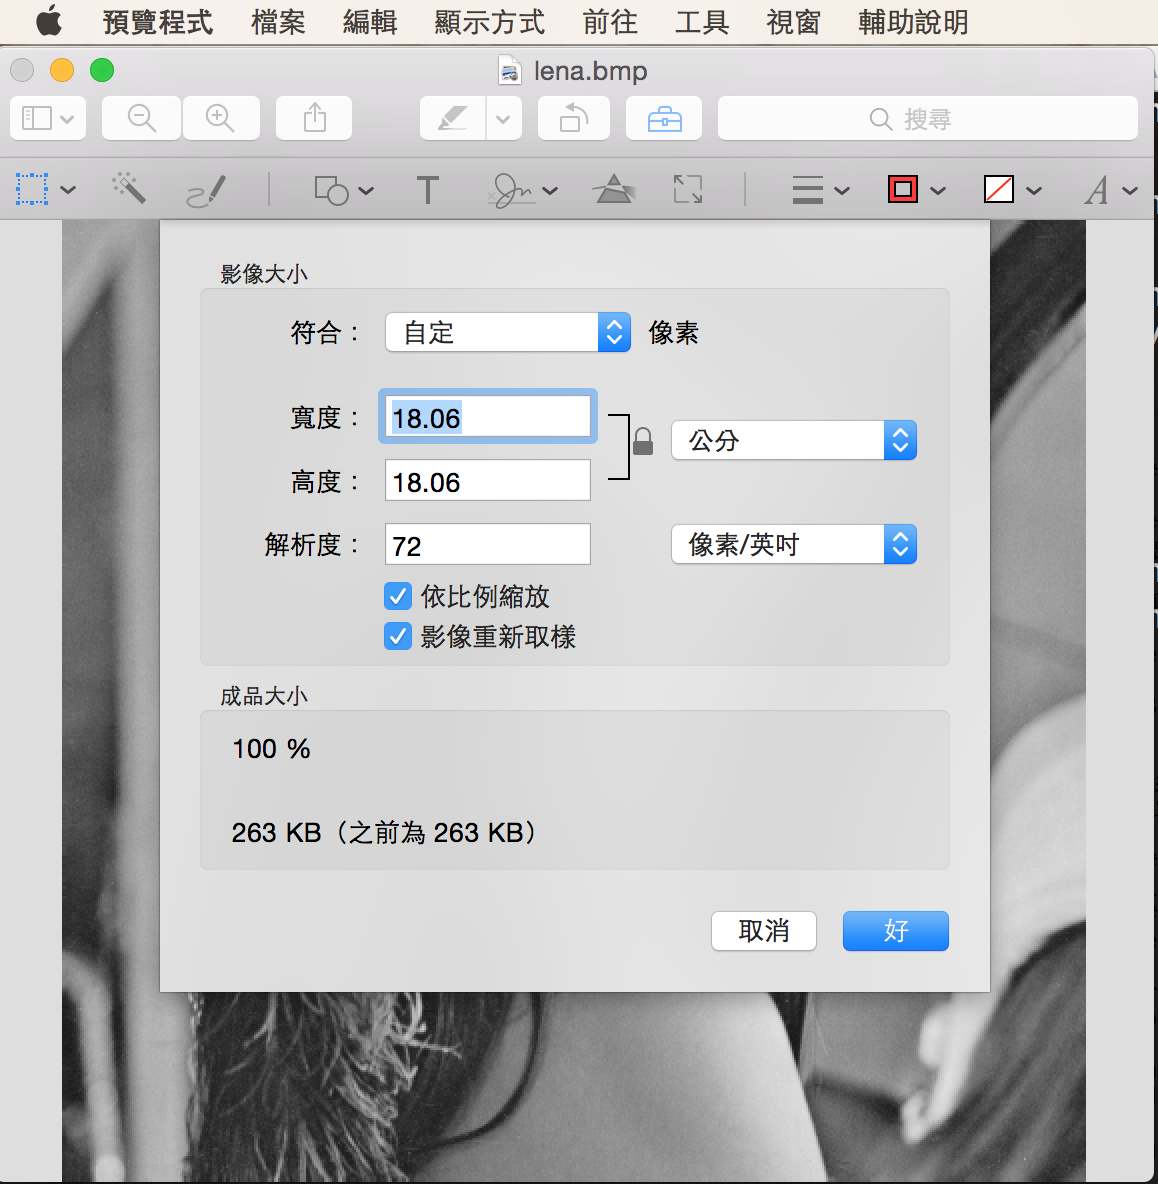 預覽程式 檔案 編輯 顯示方式 前往 工具 視窗 輔助說明
lena.bmp
搜尋
T A
影像大小
符合： 自定 像素
寬度： 18.06
公分
高度： 18.06
解析度： 72 像素/英吋
依比例縮放
影像重新取樣
成品大小
100 %
263 KB（之前為 263 KB）
取消 好